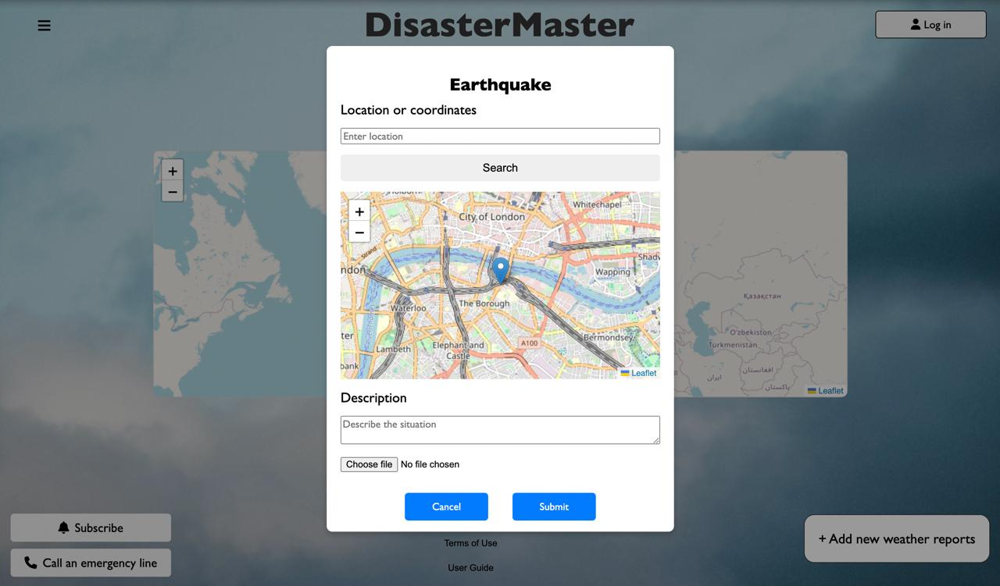 DisasterMaster
Log in
Earthquake
Location or coordinates
Enter location
Search
+
−
Holborn
Whitechapel
City of London
Strand
ndon
Shadw
Wapping
The Borough
Waterloo
ter
A100
Bermondsey
Lambeth
Elephant and
Castle
bank
Leaflet
Description
Describe the situation
Choose file No file chosen
Cancel
Submit
+
−
Қазақстан
Oʻzbekiston
Türkmenistan
افغانستان
ایران
پاکستان
Leaflet
Subscribe
Call an emergency line
Terms of Use
User Guide
+ Add new weather reports